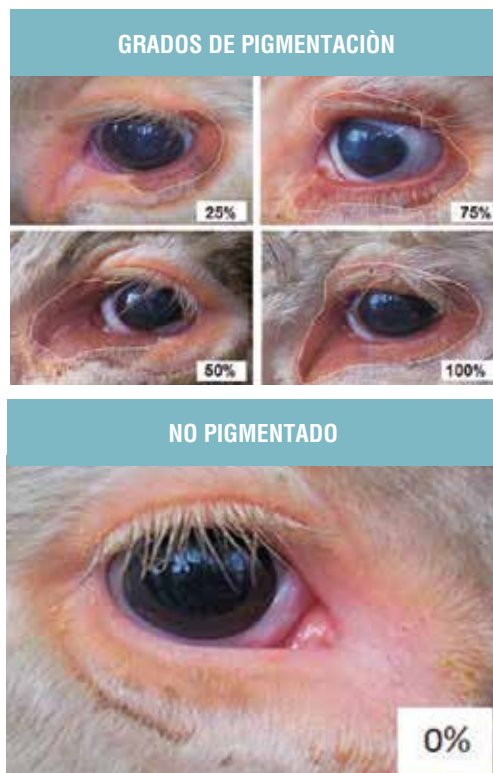 GRADOS DE PIGMENTACIÒN
25%
75%
50%
100%
NO PIGMENTADO
0%